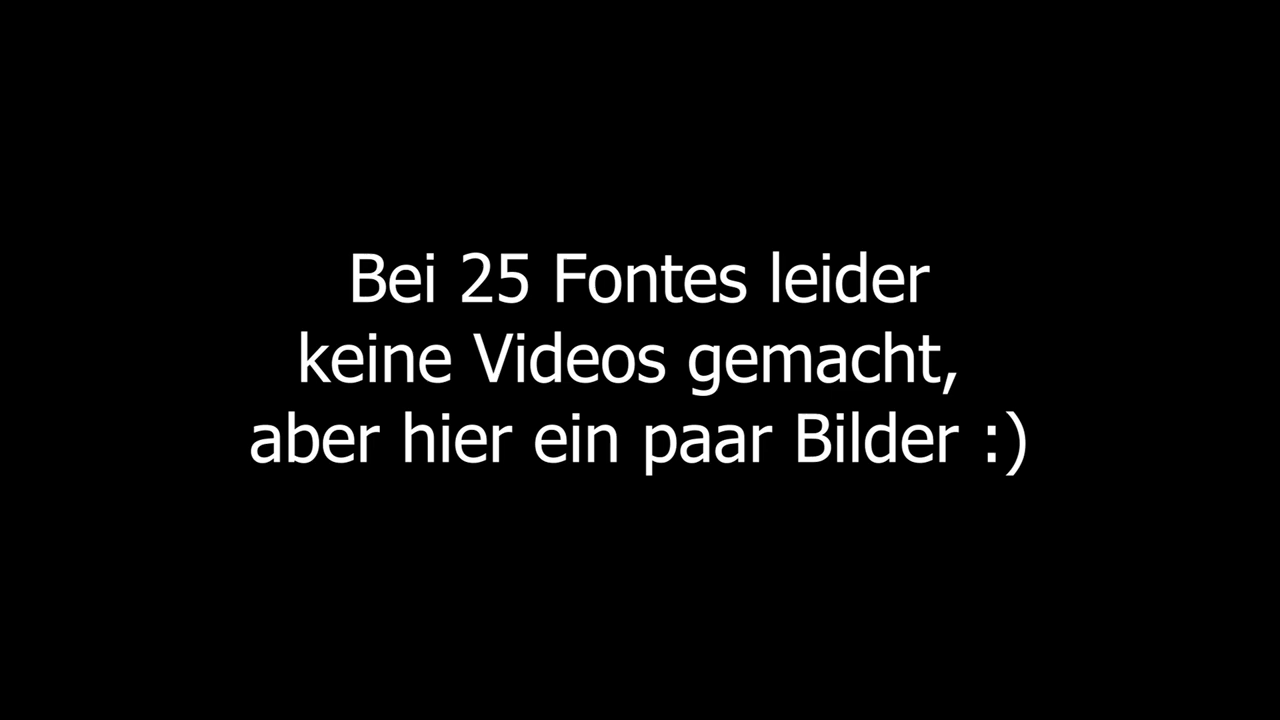 Bei 25 Fontes leider
keine Videos gemacht,
aber hier ein paar Bilder :)